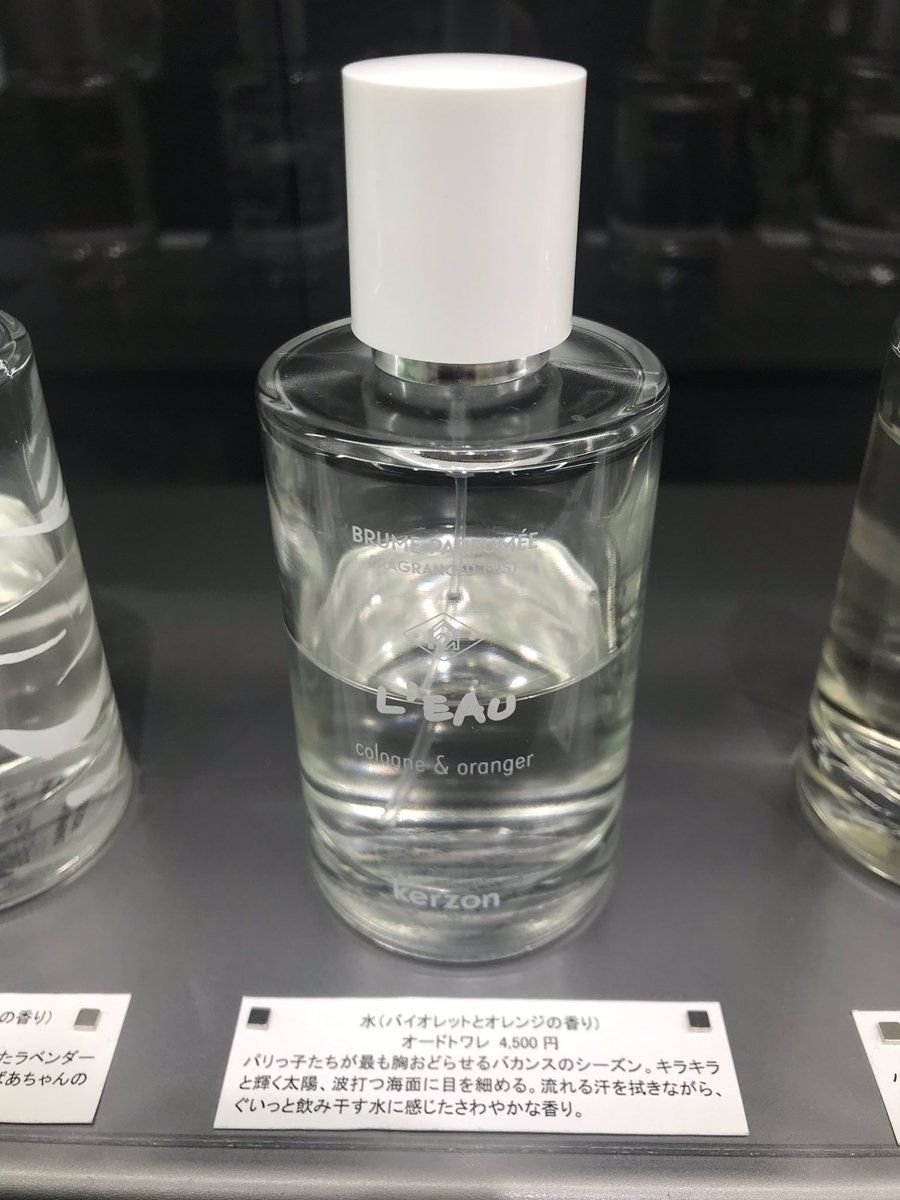 BRUME PARFUMÉE
FRAGRANCED MIST
L'EAU
cologne & oranger
kerzon
の香り）
たラベンダー
ばあちゃんの
水（バイオレットとオレンジの香り）
オードトワレ 4,500 円
パリっ子たちが最も胸おどらせるバカンスのシーズン。キラキラ
と輝く太陽、波打つ海面に目を細める。流れる汗を拭きながら、
ぐいっと飲み干す水に感じたさわやかな香り。